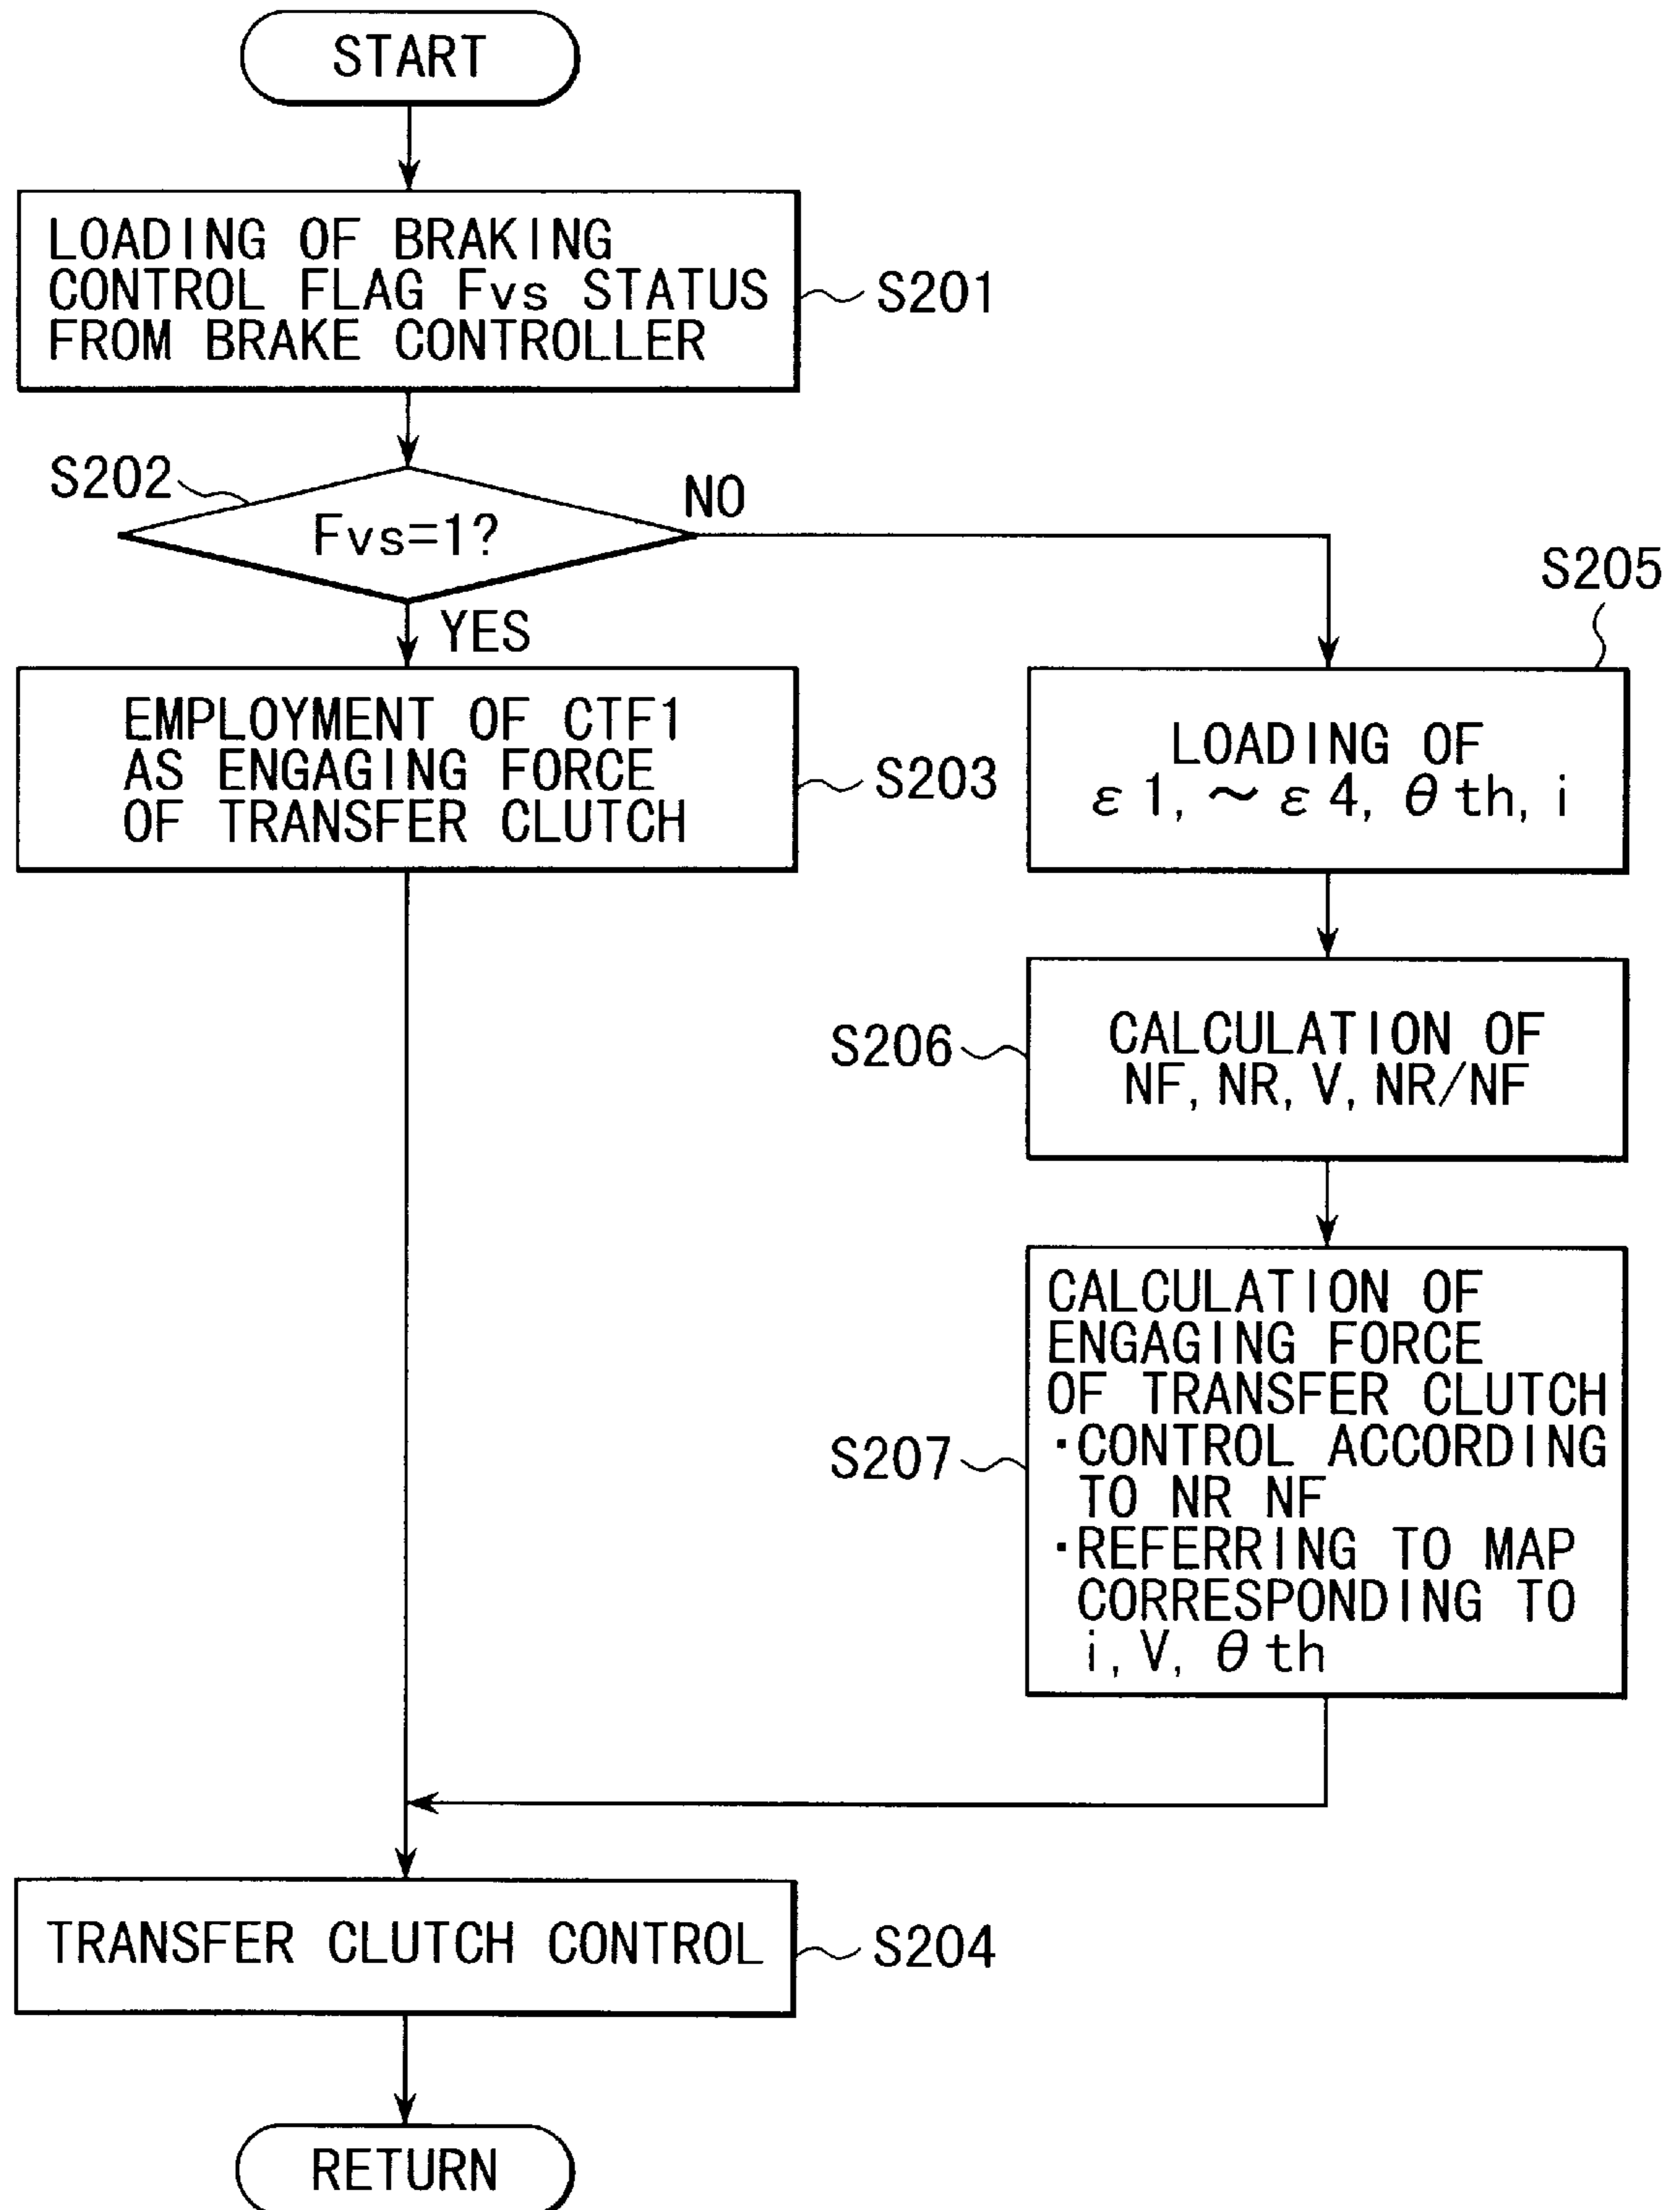 START
LOADING OF BRAKING
CONTROL FLAG Fvs STATUS
FROM BRAKE CONTROLLER
S201
S202
Fvs=1?
NO
YES
EMPLOYMENT OF CTF1
AS ENGAGING FORCE
OF TRANSFER CLUTCH
S203
S205
LOADING OF
ε1, ~ ε4, θth, i
S206
CALCULATION OF
NF, NR, V, NR/NF
S207
CALCULATION OF
ENGAGING FORCE
OF TRANSFER CLUTCH
·CONTROL ACCORDING
TO NR NF
·REFERRING TO MAP
CORRESPONDING TO
i, V, θth
TRANSFER CLUTCH CONTROL
S204
RETURN